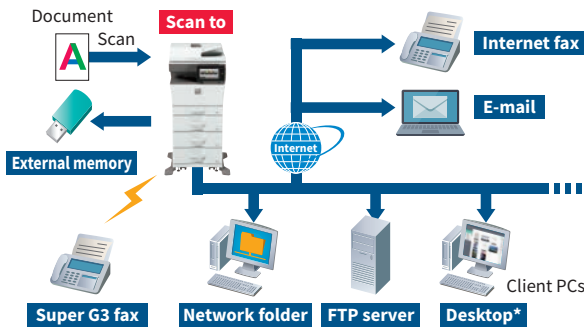 Document
Scan
A
Scan to
Internet fax
E-mail
External memory
Internet
Super G3 fax
Network folder
FTP server
Desktop*
Client PCs